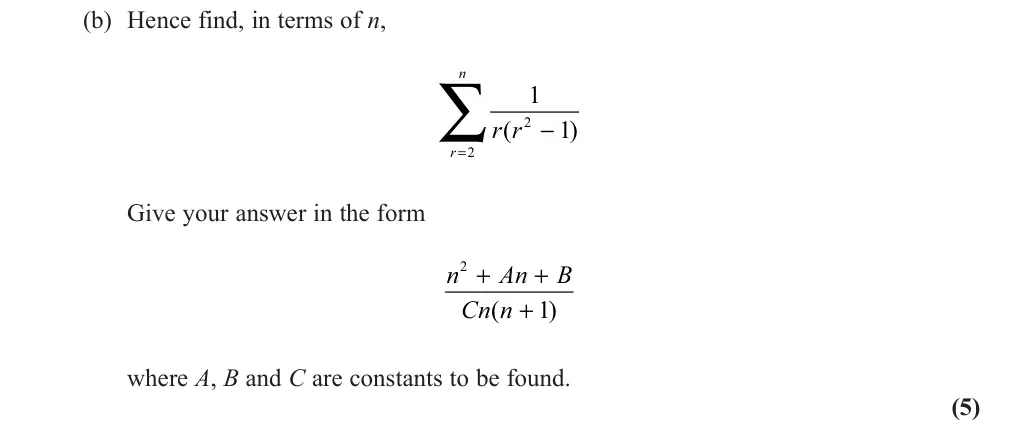 (b) Hence find, in terms of n,
n
∑ 1/(r(r² − 1))
r=2
Give your answer in the form
(n² + An + B)/(Cn(n + 1))
where A, B and C are constants to be found.
(5)